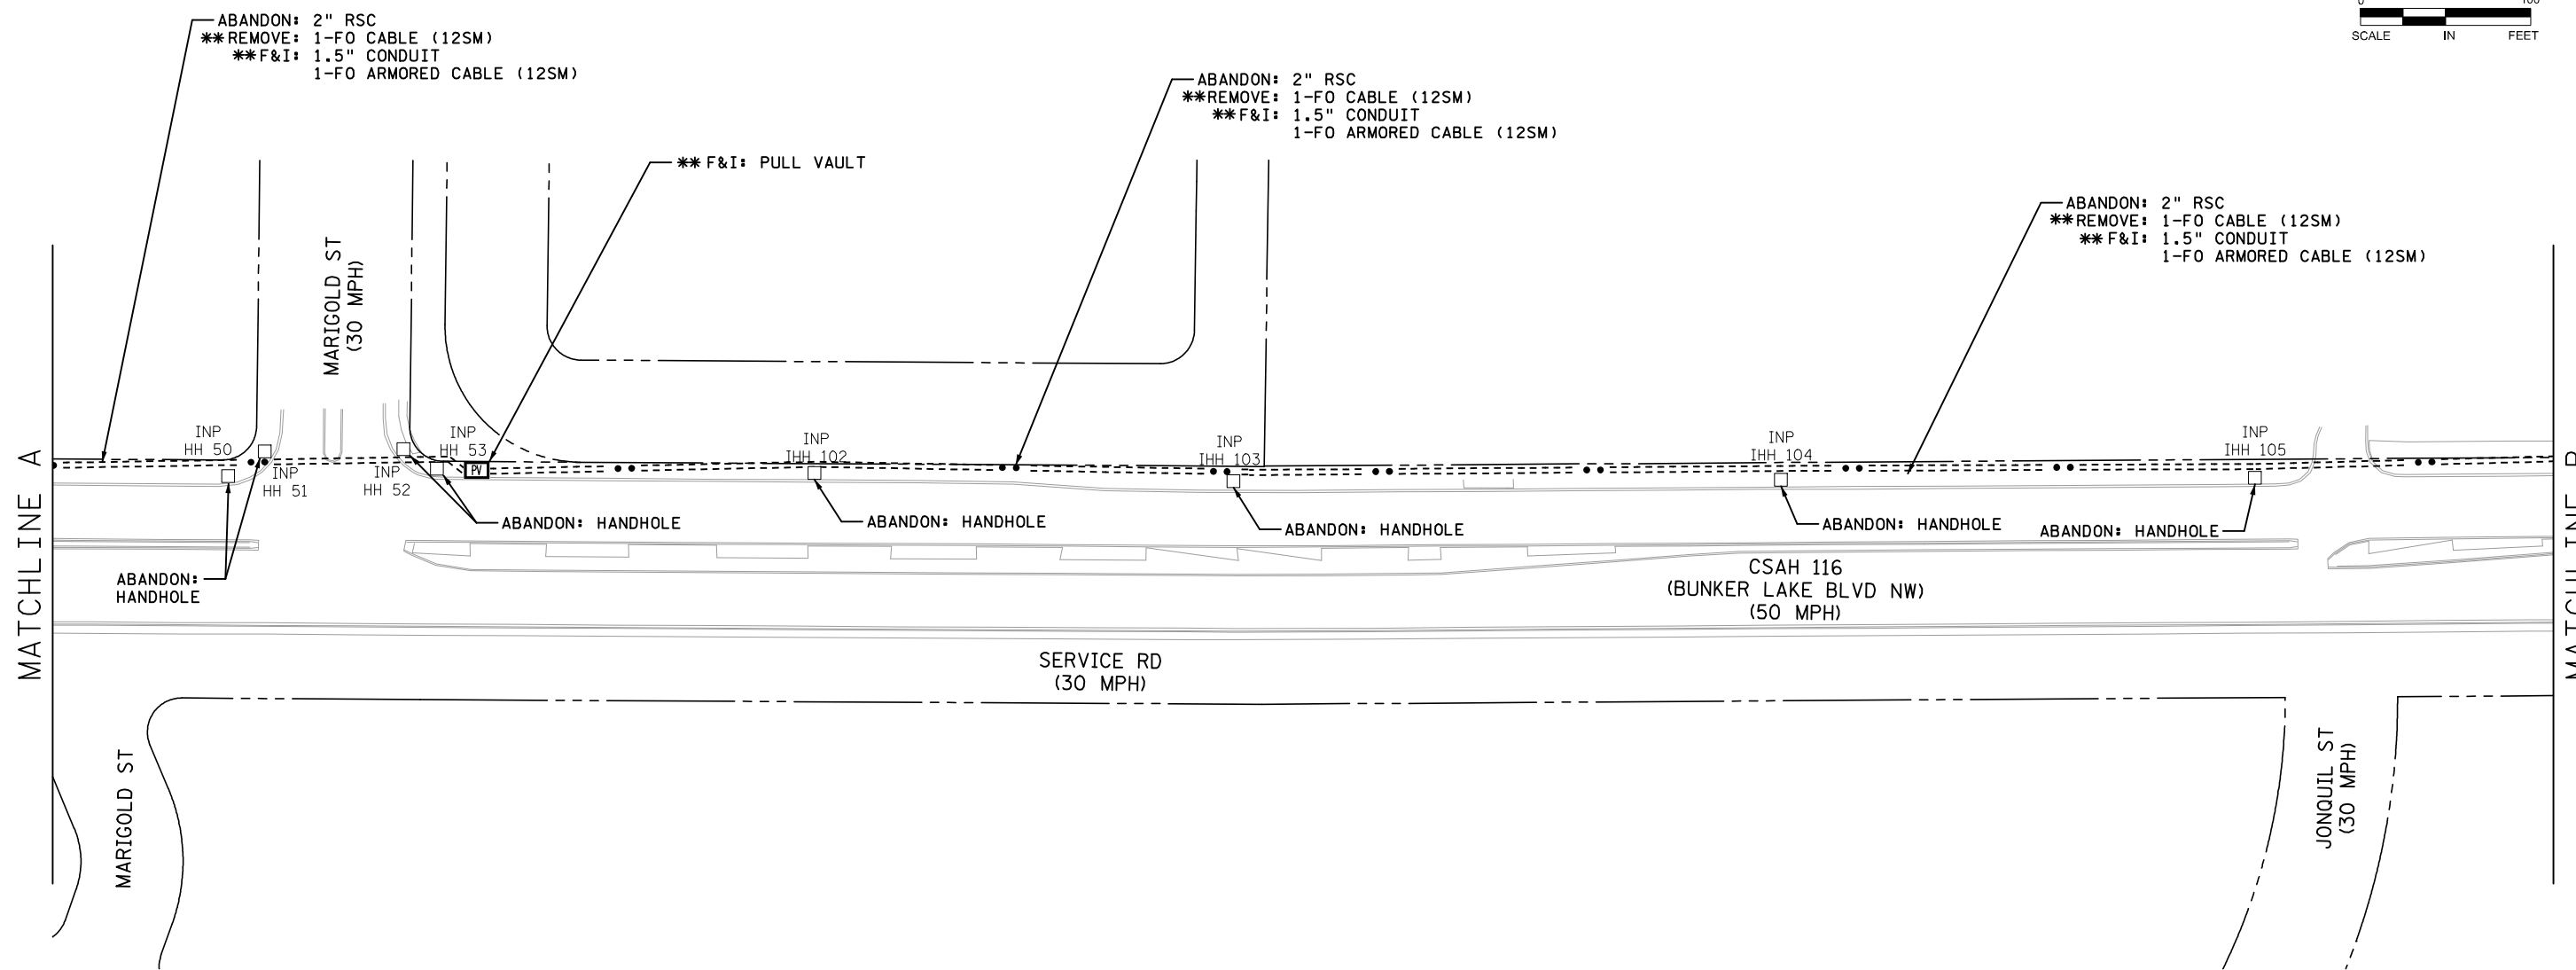 0 100
SCALE IN FEET
ABANDON: 2" RSC
**REMOVE: 1-FO CABLE (12SM)
**F&I: 1.5" CONDUIT
1-FO ARMORED CABLE (12SM)
ABANDON: 2" RSC
**REMOVE: 1-FO CABLE (12SM)
**F&I: 1.5" CONDUIT
1-FO ARMORED CABLE (12SM)
** F&I: PULL VAULT
ABANDON: 2" RSC
**REMOVE: 1-FO CABLE (12SM)
**F&I: 1.5" CONDUIT
1-FO ARMORED CABLE (12SM)
MARIGOLD ST
(30 MPH)
MATCHLINE A
INP
HH 50
INP
HH 51
INP
HH 52
INP
HH 53
PV
INP
IHH 102
INP
IHH 103
INP
IHH 104
INP
IHH 105
MATCHLINE B
ABANDON: HANDHOLE
ABANDON: HANDHOLE
ABANDON: HANDHOLE
ABANDON: HANDHOLE
ABANDON: HANDHOLE
ABANDON:
HANDHOLE
CSAH 116
(BUNKER LAKE BLVD NW)
(50 MPH)
SERVICE RD
(30 MPH)
MARIGOLD ST
JONQUIL ST
(30 MPH)